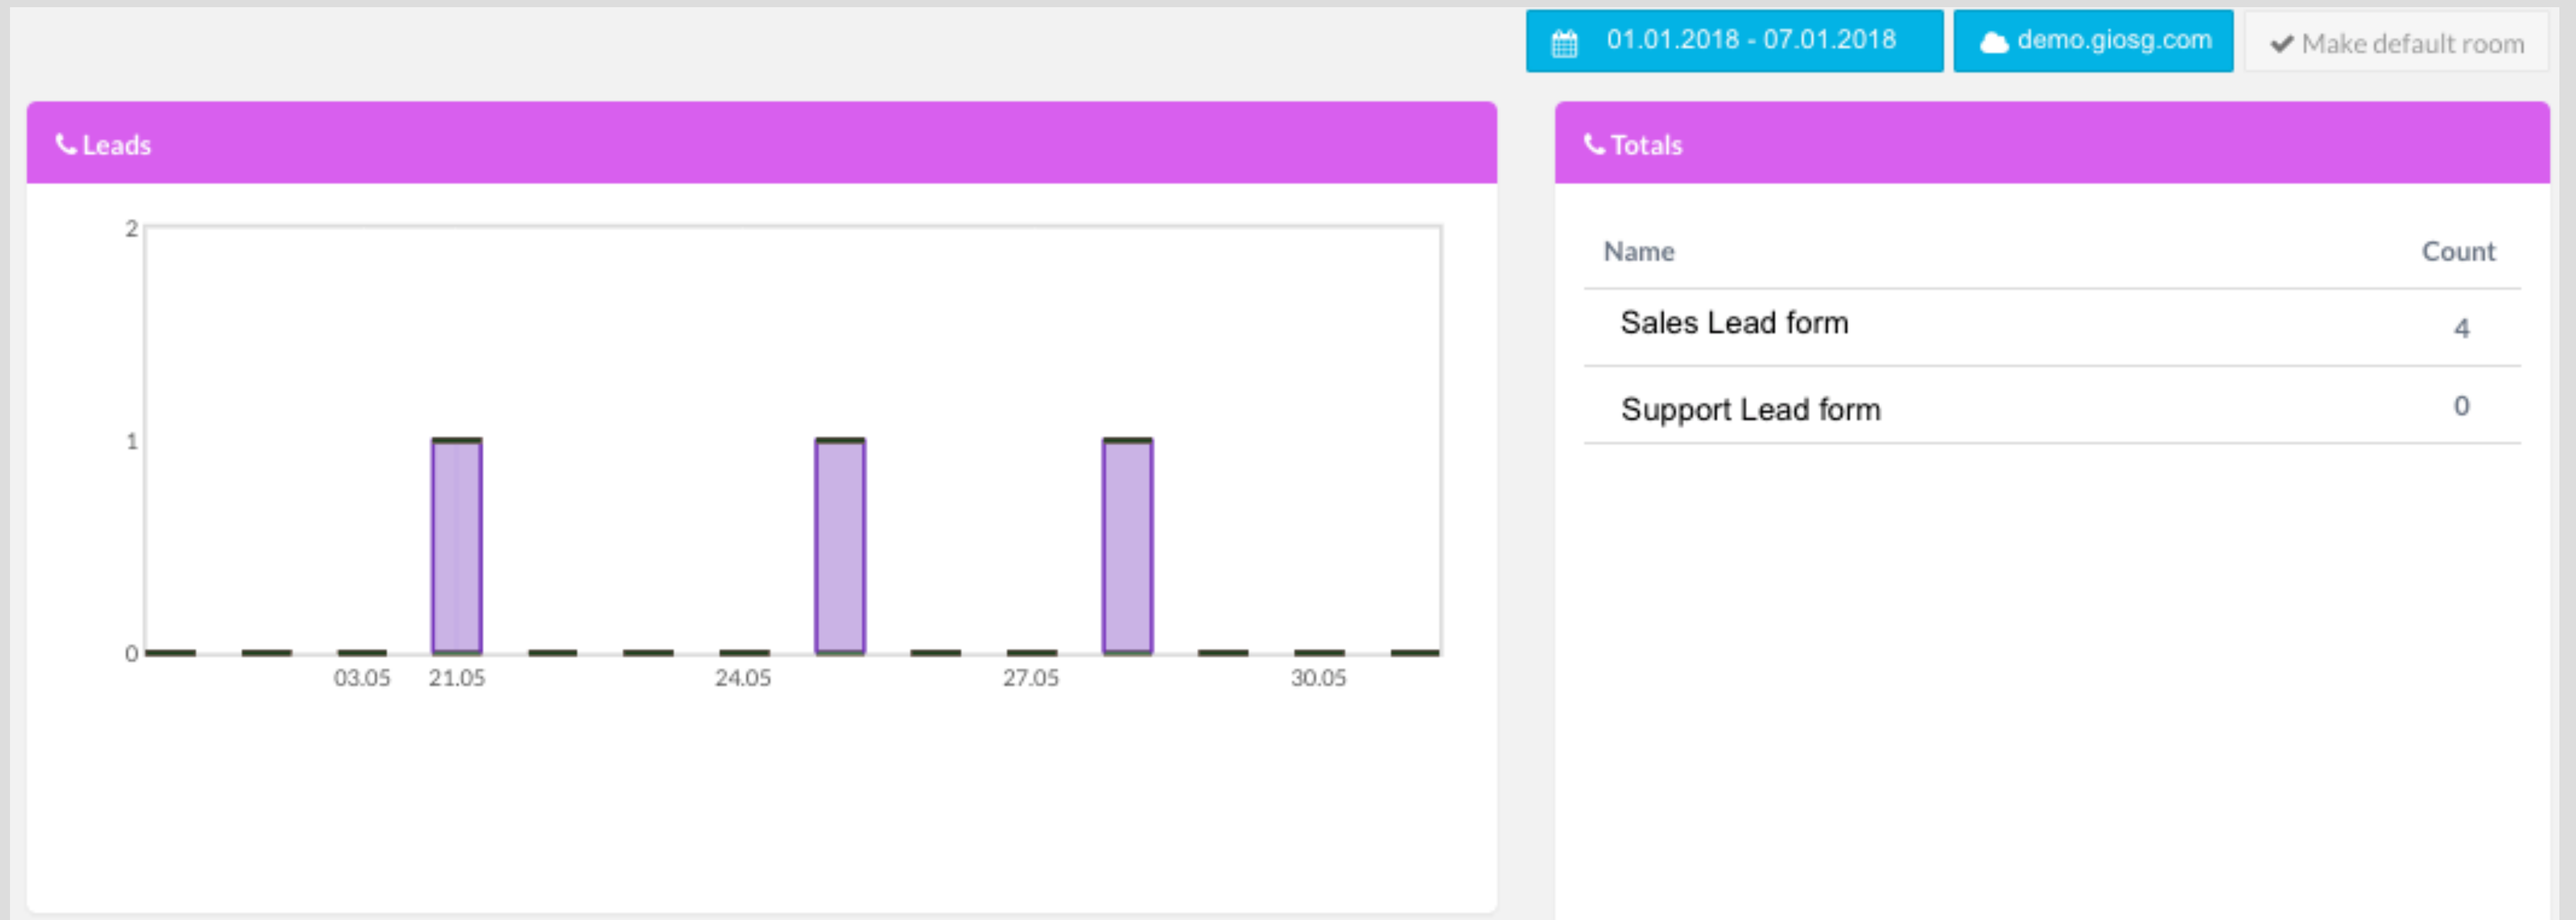 01.01.2018 - 07.01.2018
demo.giosg.com
Make default room
Leads
2
1
0
03.05 21.05 24.05 27.05 30.05
Totals
Name Count
Sales Lead form 4
Support Lead form 0